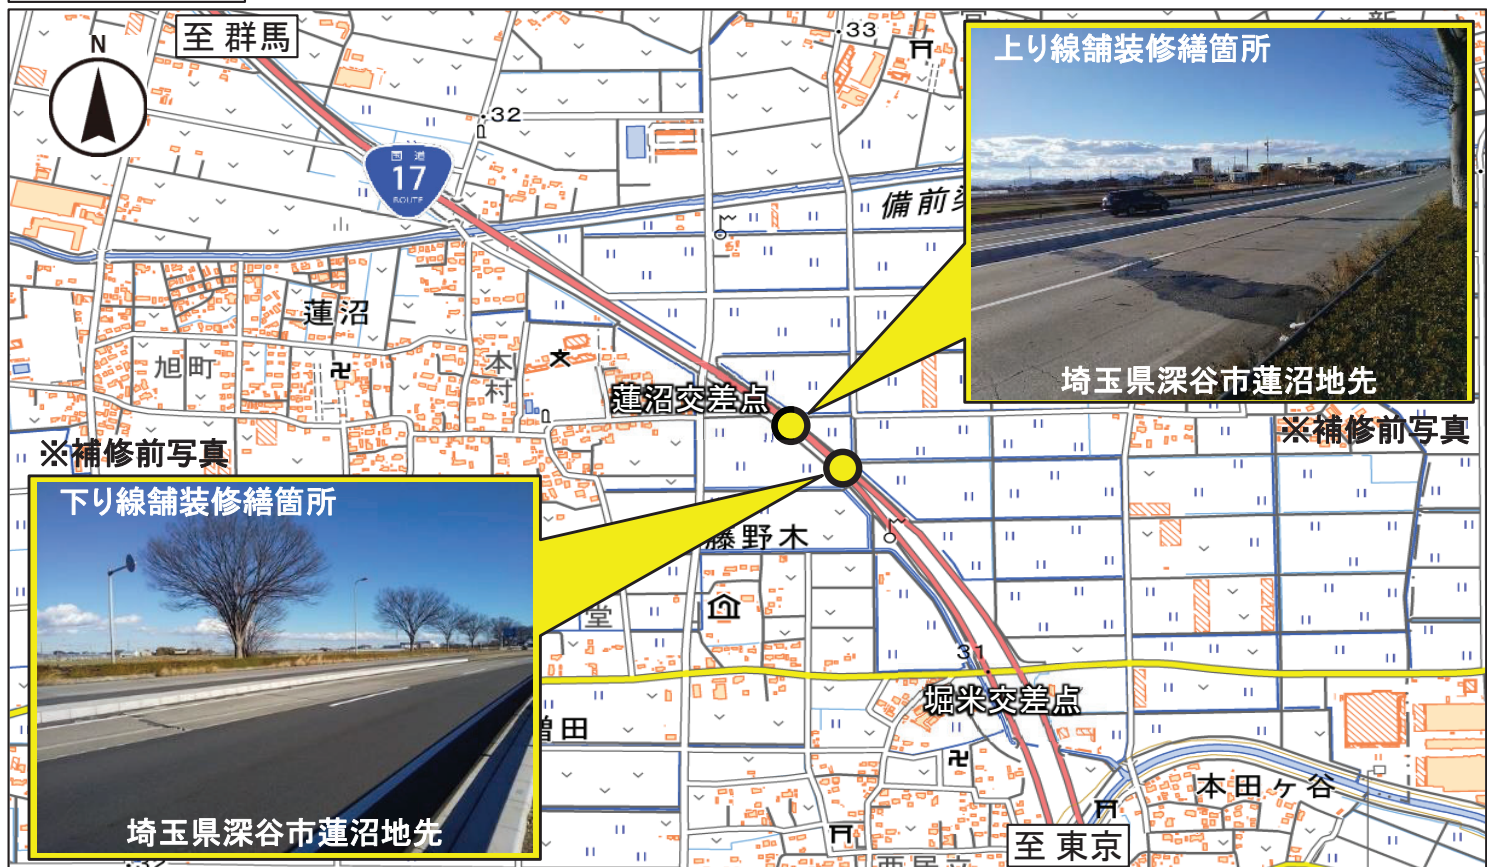 N
至 群馬
・33
上り線舗装修繕箇所
・32
国道
17
ROUTE
備前
蓮沼
旭町
本村
蓮沼交差点
埼玉県深谷市蓮沼地先
※補修前写真
※補修前写真
下り線舗装修繕箇所
藤野木
堂
31
堀米交差点
増田
本田ヶ谷
埼玉県深谷市蓮沼地先
至 東京
・32